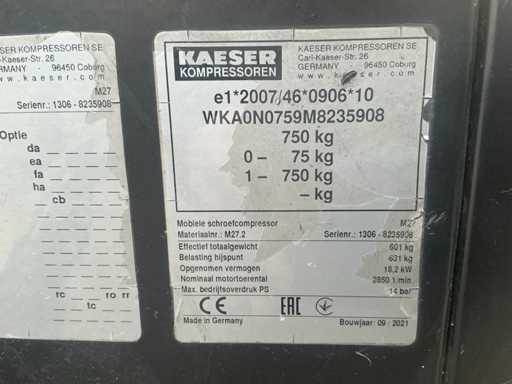 KAESER KOMPRESSOREN SE
Carl-Kaeser-Str. 26
GERMANY - 96450 Coburg
www.kaeser.com
M27
Serienr.: 1306 - 8235908
Optie
da
ea
fa
ha
cb
rc tc ro rr
KAESER
KOMPRESSOREN
KAESER KOMPRESSOREN SE
Carl-Kaeser-Str. 26
GERMANY - 96450 Coburg
www.kaeser.com
e1*2007/46*0906*10
WKA0N0759M8235908
750 kg
0 – 75 kg
1 – 750 kg
– kg
Mobiele schroefcompressor M27
Materiaalnr.: M27.2 Serienr.: 1306 - 8235908
Effectief totaalgewicht 601 kg
Belasting hijspunt 631 kg
Opgenomen vermogen 18,2 kW
Nominaal motortoerental 2850 1/min
Max. bedrijfsoverdruk PS 14 bar
CE EAC
Made in Germany Bouwjaar: 09 / 2021